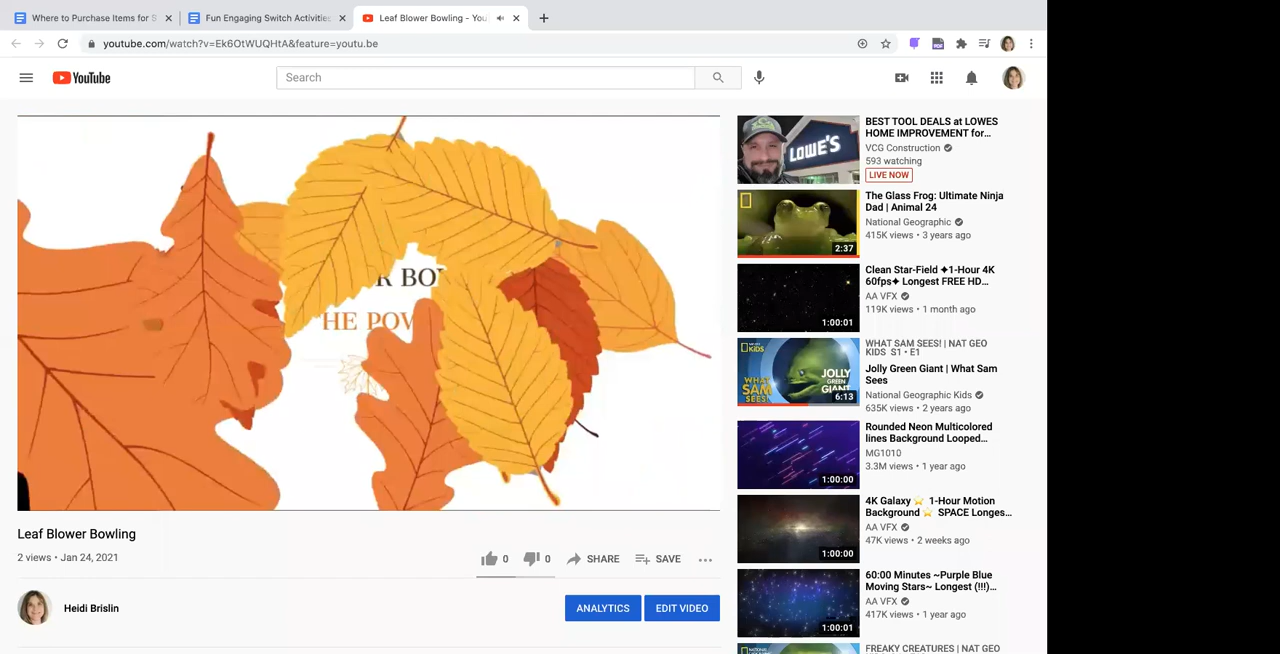 Where to Purchase Items for S
Fun Engaging Switch Activities
Leaf Blower Bowling - You
youtube.com/watch?v=Ek6OtWUQHtA&feature=youtu.be
YouTube
Search
R BO
HE POW
Leaf Blower Bowling
2 views • Jan 24, 2021
0
0
SHARE
SAVE
Heidi Brislin
ANALYTICS
EDIT VIDEO
LOWE'S
BEST TOOL DEALS at LOWES
HOME IMPROVEMENT for...
VCG Construction
593 watching
LIVE NOW
2:37
The Glass Frog: Ultimate Ninja
Dad | Animal 24
National Geographic
415K views • 3 years ago
1:00:01
Clean Star-Field ✦1-Hour 4K
60fps✦ Longest FREE HD...
AA VFX
119K views • 1 month ago
KIDS
WHAT
SAM
SEES!
JOLLY
GREEN
GIANT
6:13
WHAT SAM SEES! | NAT GEO
KIDS S1 • E1
Jolly Green Giant | What Sam
Sees
National Geographic Kids
635K views • 2 years ago
1:00:00
Rounded Neon Multicolored
lines Background Looped...
MG1010
3.3M views • 1 year ago
1:00:00
4K Galaxy ⭐ 1-Hour Motion
Background ⭐ SPACE Longes...
AA VFX
47K views • 2 weeks ago
1:00:01
60:00 Minutes ~Purple Blue
Moving Stars~ Longest (!!!)...
AA VFX
417K views • 1 year ago
FREAKY CREATURES | NAT GEO